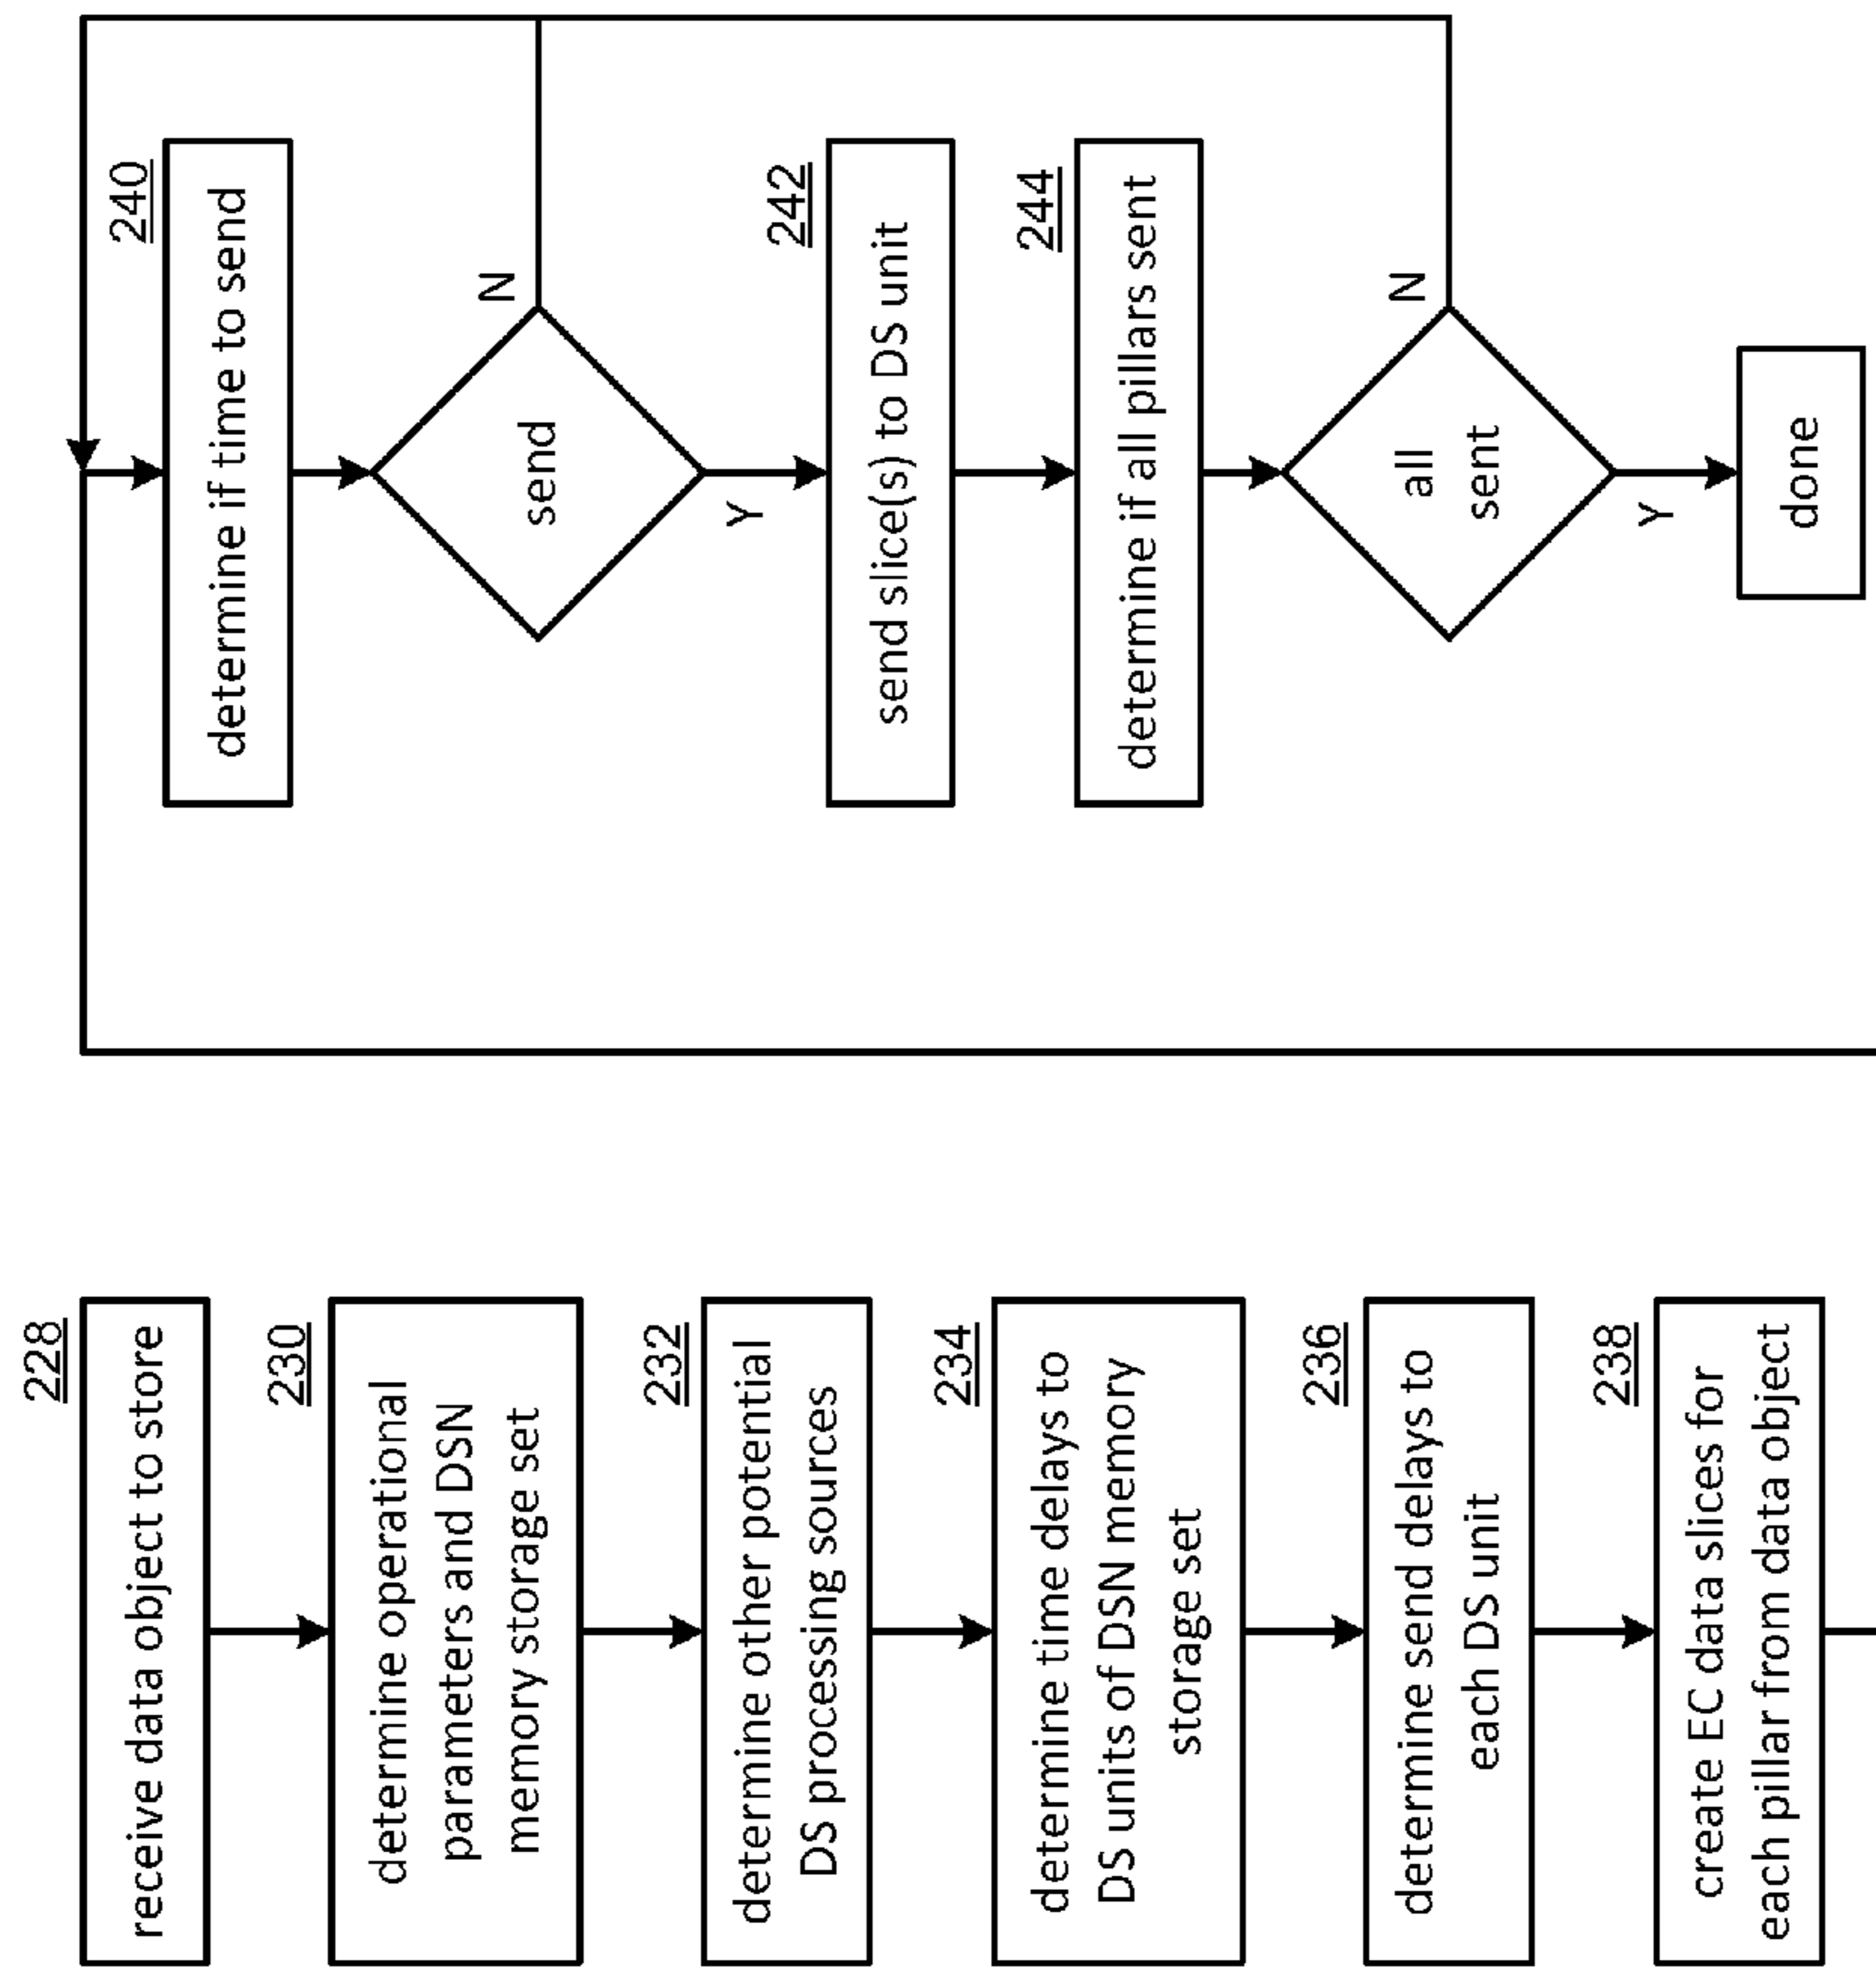 228
receive data object to store
230
determine operational
parameters and DSN
memory storage set
232
determine other potential
DS processing sources
234
determine time delays to
DS units of DSN memory
storage set
236
determine send delays to
each DS unit
238
create EC data slices for
each pillar from data object
240
determine if time to send
send
N
Y
242
send slice(s) to DS unit
244
determine if all pillars sent
all
sent
N
Y
done